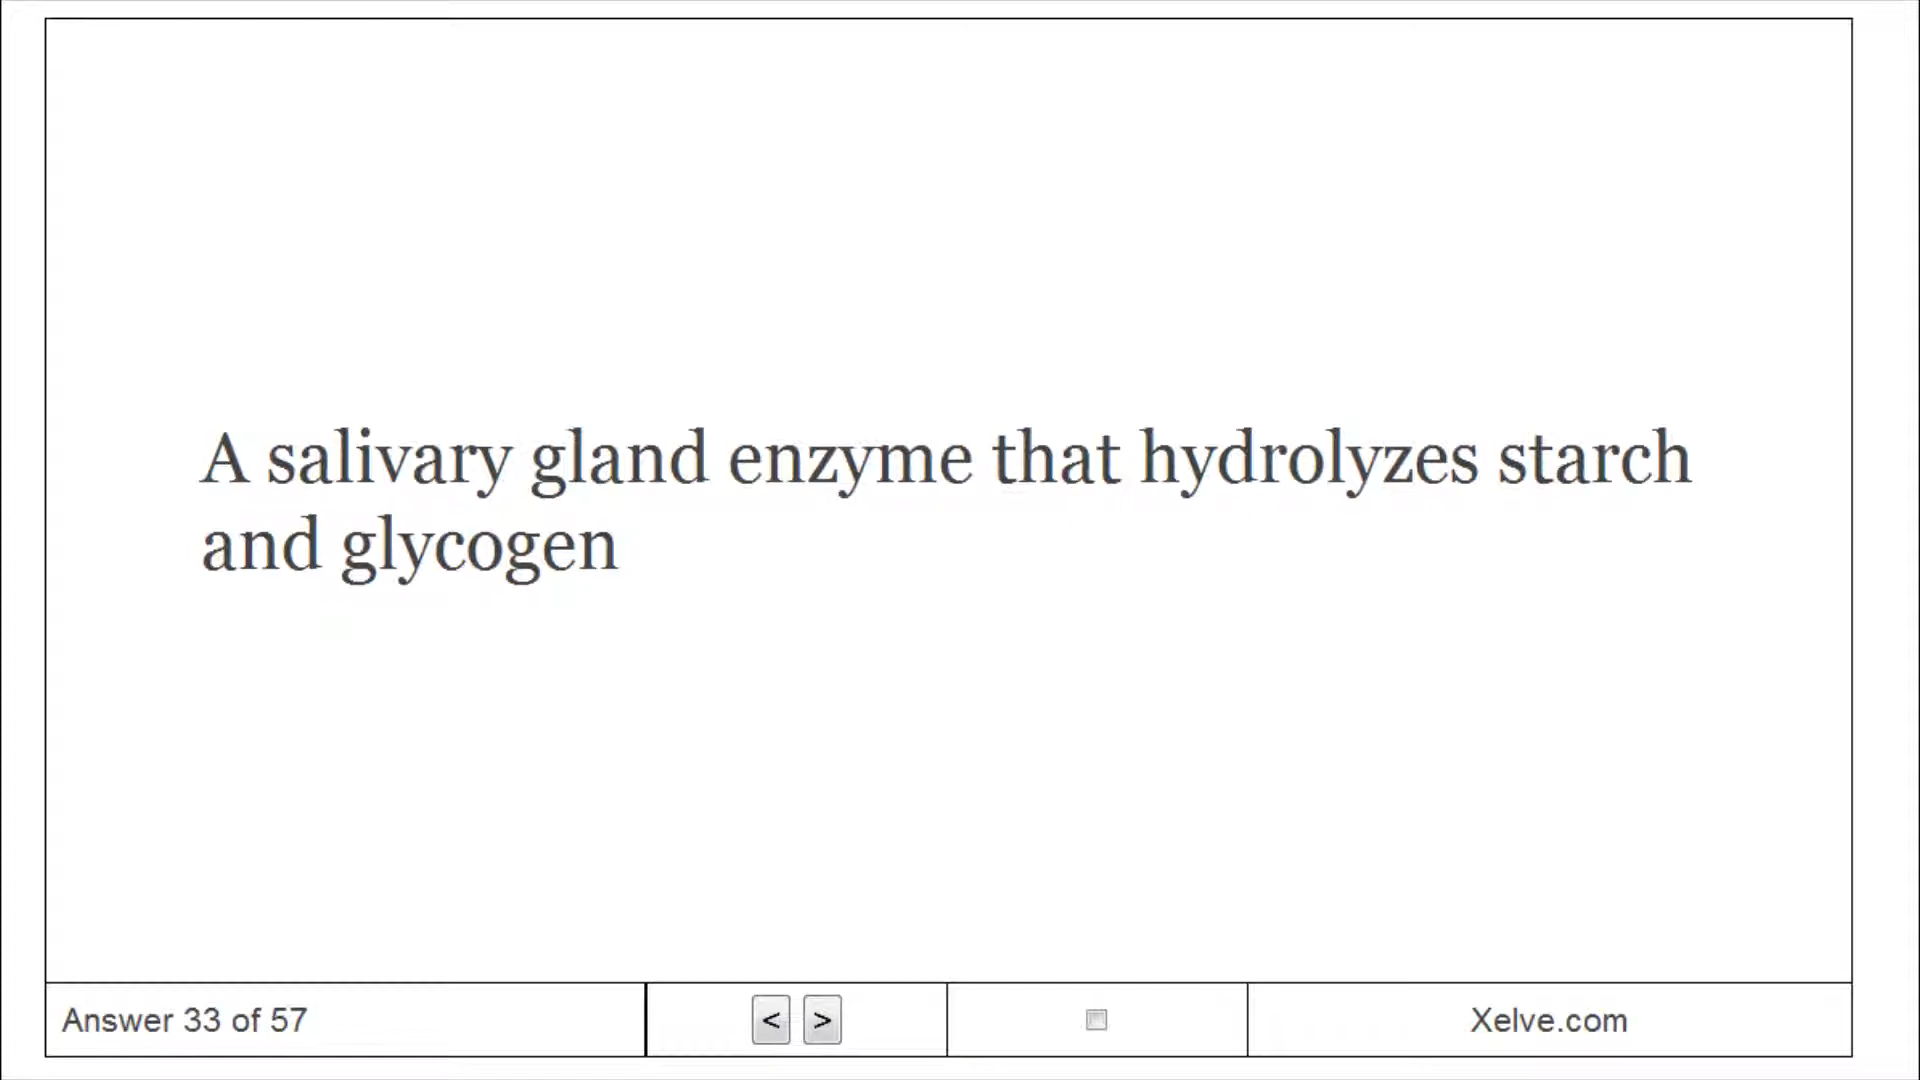 A salivary gland enzyme that hydrolyzes starch
and glycogen
Answer 33 of 57
< >
Xelve.com